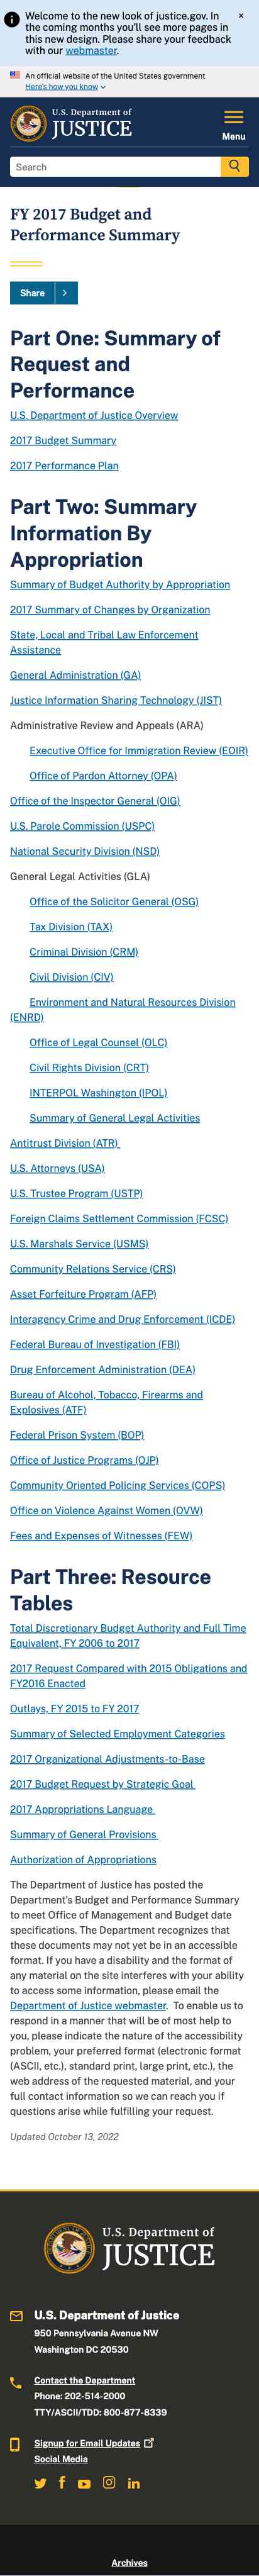 Welcome to the new look of justice.gov. In
the coming months you'll see more pages in
this new design. Please share your feedback
with our webmaster.
×
An official website of the United States government
Here's how you know
U.S. Department of
JUSTICE
Menu
Search
FY 2017 Budget and
Performance Summary
Share
Part One: Summary of
Request and
Performance
U.S. Department of Justice Overview
2017 Budget Summary
2017 Performance Plan
Part Two: Summary
Information By
Appropriation
Summary of Budget Authority by Appropriation
2017 Summary of Changes by Organization
State, Local and Tribal Law Enforcement
Assistance
General Administration (GA)
Justice Information Sharing Technology (JIST)
Administrative Review and Appeals (ARA)
Executive Office for Immigration Review (EOIR)
Office of Pardon Attorney (OPA)
Office of the Inspector General (OIG)
U.S. Parole Commission (USPC)
National Security Division (NSD)
General Legal Activities (GLA)
Office of the Solicitor General (OSG)
Tax Division (TAX)
Criminal Division (CRM)
Civil Division (CIV)
Environment and Natural Resources Division
(ENRD)
Office of Legal Counsel (OLC)
Civil Rights Division (CRT)
INTERPOL Washington (IPOL)
Summary of General Legal Activities
Antitrust Division (ATR)
U.S. Attorneys (USA)
U.S. Trustee Program (USTP)
Foreign Claims Settlement Commission (FCSC)
U.S. Marshals Service (USMS)
Community Relations Service (CRS)
Asset Forfeiture Program (AFP)
Interagency Crime and Drug Enforcement (ICDE)
Federal Bureau of Investigation (FBI)
Drug Enforcement Administration (DEA)
Bureau of Alcohol, Tobacco, Firearms and
Explosives (ATF)
Federal Prison System (BOP)
Office of Justice Programs (OJP)
Community Oriented Policing Services (COPS)
Office on Violence Against Women (OVW)
Fees and Expenses of Witnesses (FEW)
Part Three: Resource
Tables
Total Discretionary Budget Authority and Full Time
Equivalent, FY 2006 to 2017
2017 Request Compared with 2015 Obligations and
FY2016 Enacted
Outlays, FY 2015 to FY 2017
Summary of Selected Employment Categories
2017 Organizational Adjustments-to-Base
2017 Budget Request by Strategic Goal
2017 Appropriations Language
Summary of General Provisions
Authorization of Appropriations
The Department of Justice has posted the
Department's Budget and Performance Summary
to meet Office of Management and Budget date
specifications. The Department recognizes that
these documents may not yet be in an accessible
format. If you have a disability and the format of
any material on the site interferes with your ability
to access some information, please email the
Department of Justice webmaster. To enable us to
respond in a manner that will be of most help to
you, please indicate the nature of the accessibility
problem, your preferred format (electronic format
(ASCII, etc.), standard print, large print, etc.), the
web address of the requested material, and your
full contact information so we can reach you if
questions arise while fulfilling your request.
Updated October 13, 2022
U.S. Department of
JUSTICE
U.S. Department of Justice
950 Pennsylvania Avenue NW
Washington DC 20530
Contact the Department
Phone: 202-514-2000
TTY/ASCII/TDD: 800-877-8339
Signup for Email Updates
Social Media
Archives